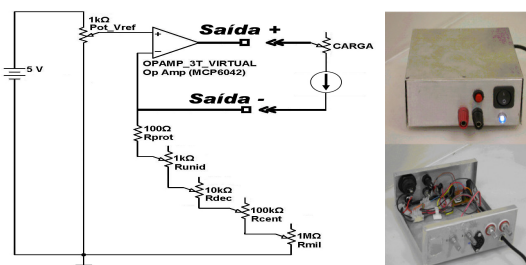 1kΩ
Pot_Vref
5 V
Saída +
CARGA
OPAMP_3T_VIRTUAL
Op Amp (MCP6042)
Saída -
100Ω
Rprot
1kΩ
Runid
10kΩ
Rdec
100kΩ
Rcent
1MΩ
Rmil